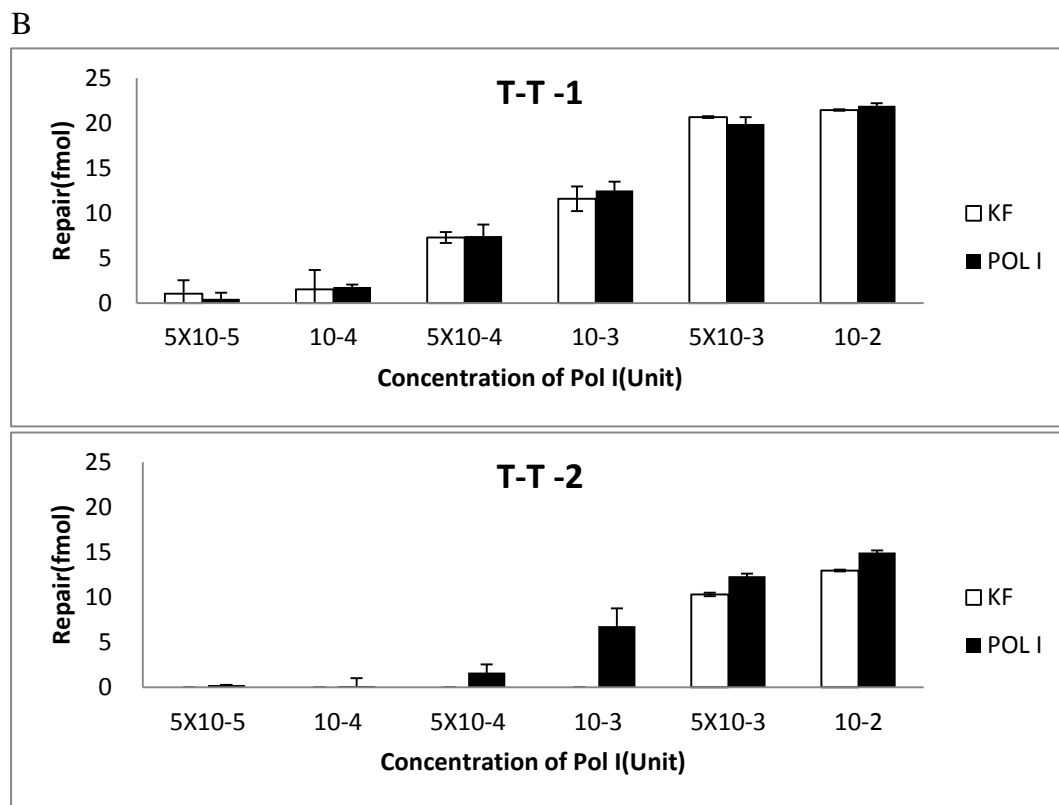 B
T-T -1
25
20
15
10
5
0
Repair(fmol)
5X10-5 10-4 5X10-4 10-3 5X10-3 10-2
Concentration of Pol I(Unit)
KF
POL I
T-T -2
25
20
15
10
5
0
Repair(fmol)
5X10-5 10-4 5X10-4 10-3 5X10-3 10-2
Concentration of Pol I(Unit)
KF
POL I